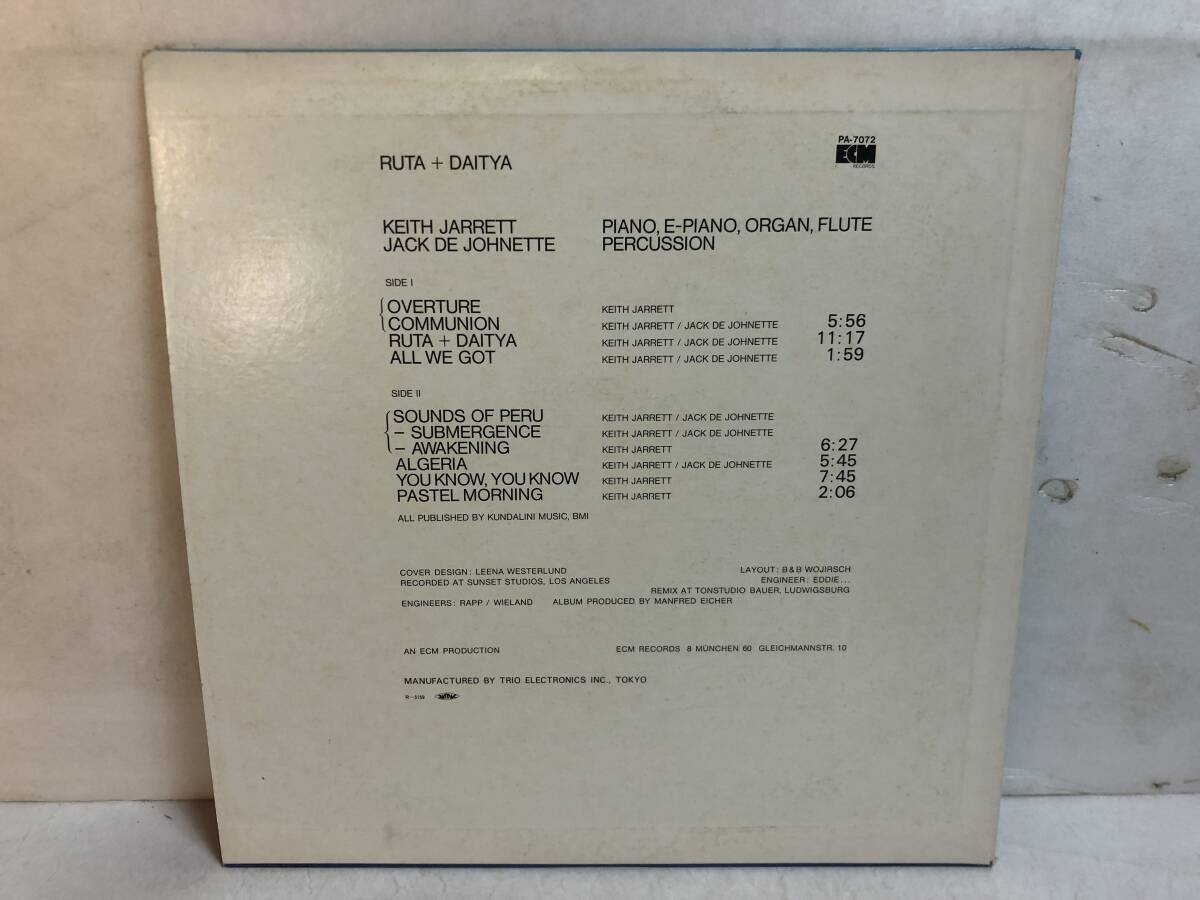 PA-7072
ECM
RECORDS
RUTA + DAITYA
KEITH JARRETT PIANO, E-PIANO, ORGAN, FLUTE
JACK DE JOHNETTE PERCUSSION
SIDE I
OVERTURE KEITH JARRETT
COMMUNION KEITH JARRETT / JACK DE JOHNETTE 5:56
RUTA + DAITYA KEITH JARRETT / JACK DE JOHNETTE 11:17
ALL WE GOT KEITH JARRETT / JACK DE JOHNETTE 1:59
SIDE II
SOUNDS OF PERU KEITH JARRETT / JACK DE JOHNETTE
– SUBMERGENCE KEITH JARRETT / JACK DE JOHNETTE
– AWAKENING KEITH JARRETT 6:27
ALGERIA KEITH JARRETT / JACK DE JOHNETTE 5:45
YOU KNOW, YOU KNOW KEITH JARRETT 7:45
PASTEL MORNING KEITH JARRETT 2:06
ALL PUBLISHED BY KUNDALINI MUSIC, BMI
COVER DESIGN: LEENA WESTERLUND LAYOUT: B&B WOJIRSCH
RECORDED AT SUNSET STUDIOS, LOS ANGELES ENGINEER: EDDIE...
REMIX AT TONSTUDIO BAUER, LUDWIGSBURG
ENGINEERS: RAPP / WIELAND ALBUM PRODUCED BY MANFRED EICHER
AN ECM PRODUCTION ECM RECORDS 8 MÜNCHEN 60 GLEICHMANNSTR. 10
MANUFACTURED BY TRIO ELECTRONICS INC., TOKYO